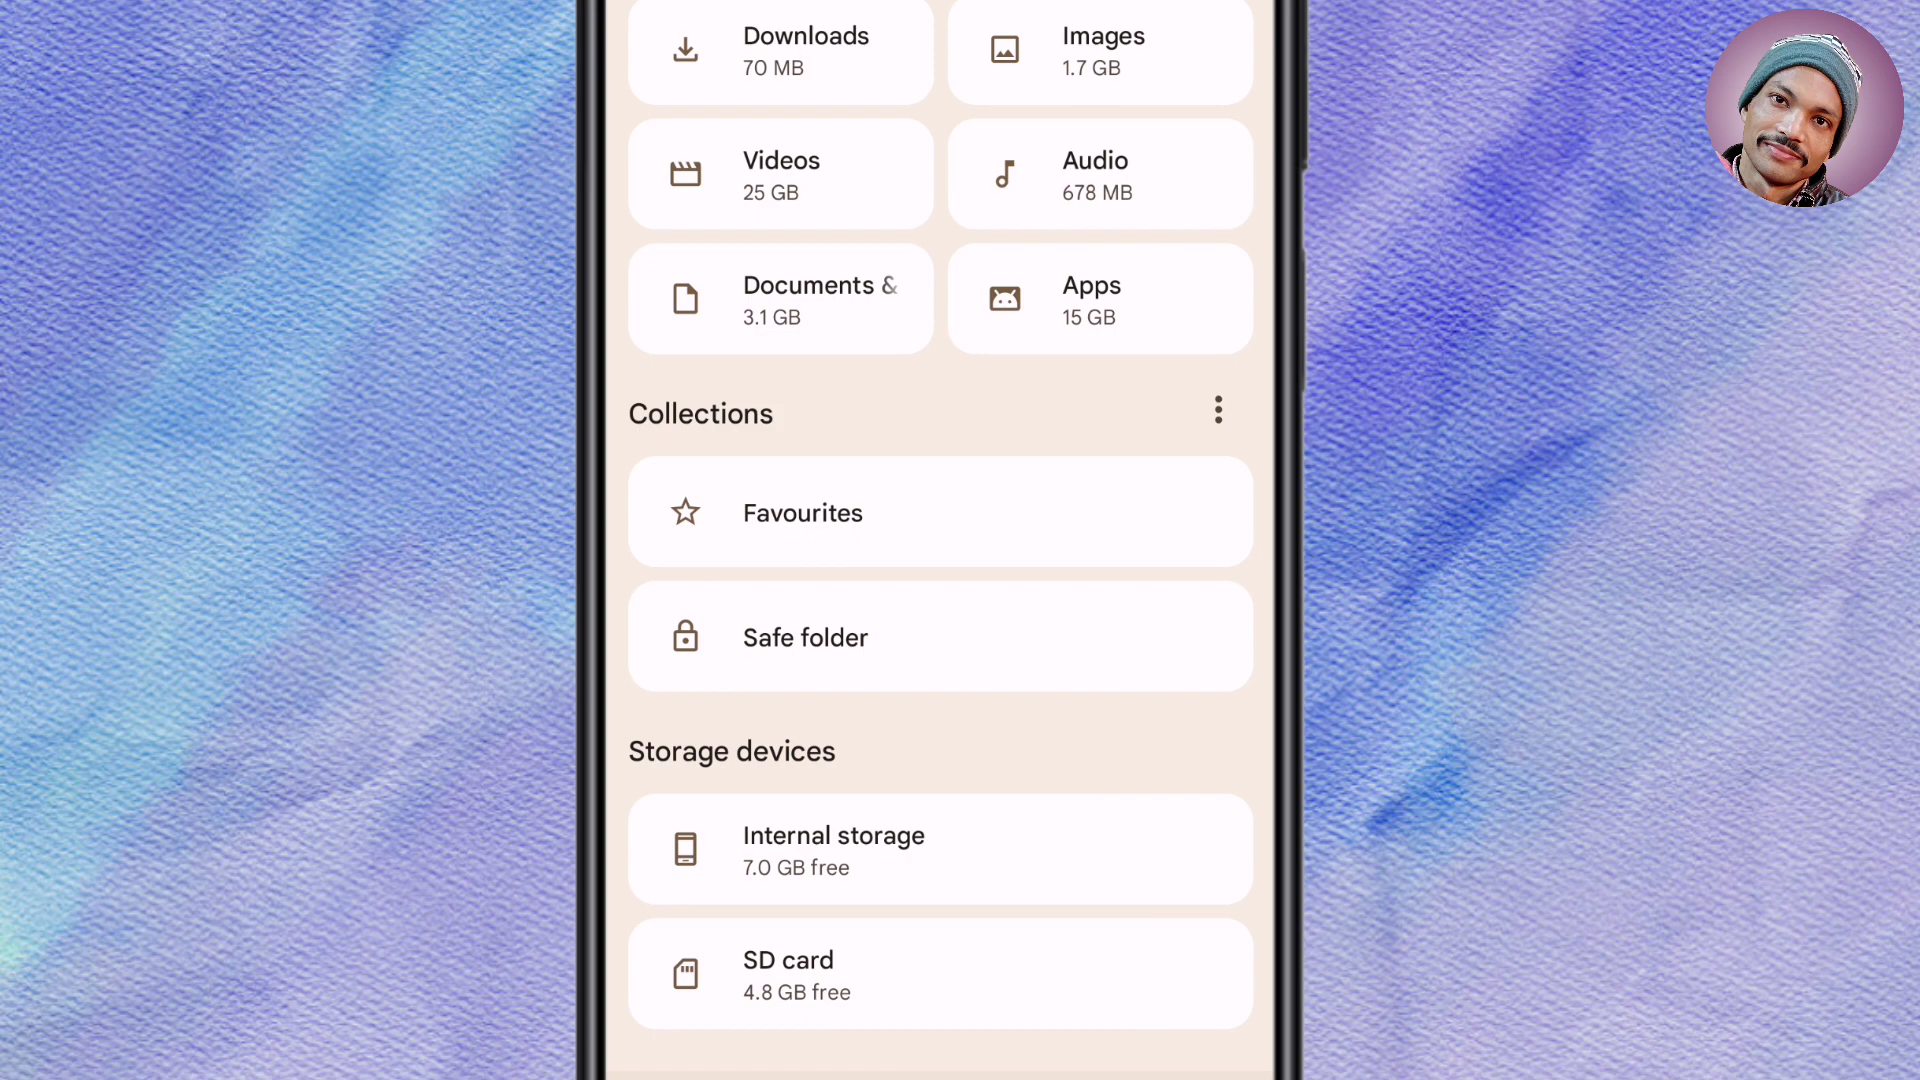 Downloads
70 MB
Images
1.7 GB
Videos
25 GB
Audio
678 MB
Documents &
3.1 GB
Apps
15 GB
Collections
Favourites
Safe folder
Storage devices
Internal storage
7.0 GB free
SD card
4.8 GB free